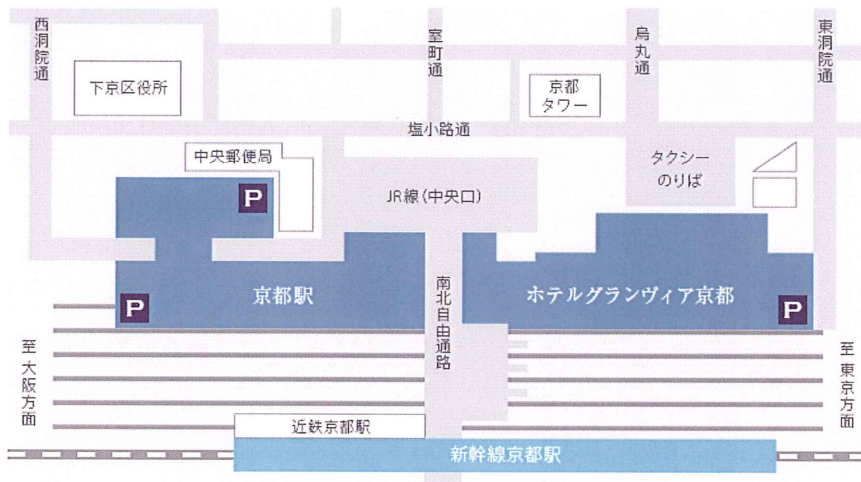 西洞院通
室町通
烏丸通
東洞院通
下京区役所
京都
タワー
塩小路通
中央郵便局
タクシー
のりば
P
JR線(中央口)
京都駅
ホテルグランヴィア京都
P
P
南北自由通路
至 大阪方面
至 東京方面
近鉄京都駅
新幹線京都駅